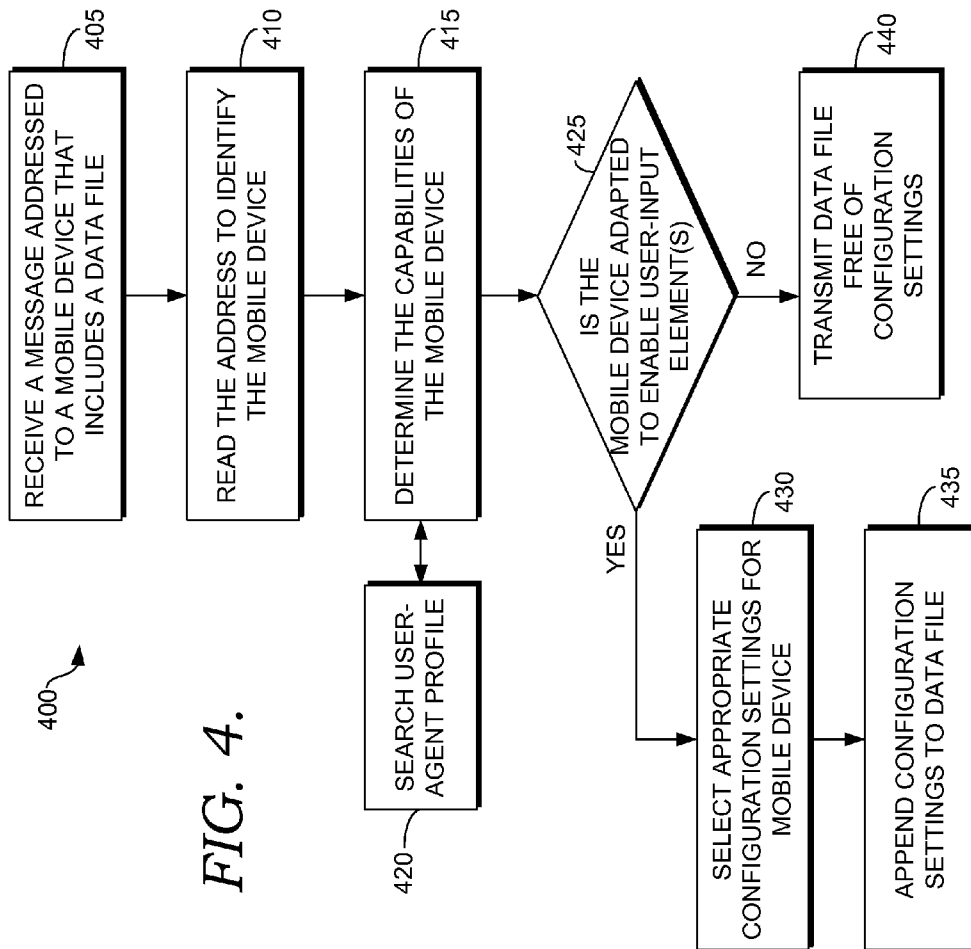 FIG. 4.
400
RECEIVE A MESSAGE ADDRESSED
TO A MOBILE DEVICE THAT
INCLUDES A DATA FILE
405
READ THE ADDRESS TO IDENTIFY
THE MOBILE DEVICE
410
DETERMINE THE CAPABILITIES OF
THE MOBILE DEVICE
415
SEARCH USER-
AGENT PROFILE
420
IS THE
MOBILE DEVICE ADAPTED
TO ENABLE USER-INPUT
ELEMENT(S)
425
YES
NO
SELECT APPROPRIATE
CONFIGURATION SETTINGS FOR
MOBILE DEVICE
430
APPEND CONFIGURATION
SETTINGS TO DATA FILE
435
TRANSMIT DATA FILE
FREE OF
CONFIGURATION
SETTINGS
440